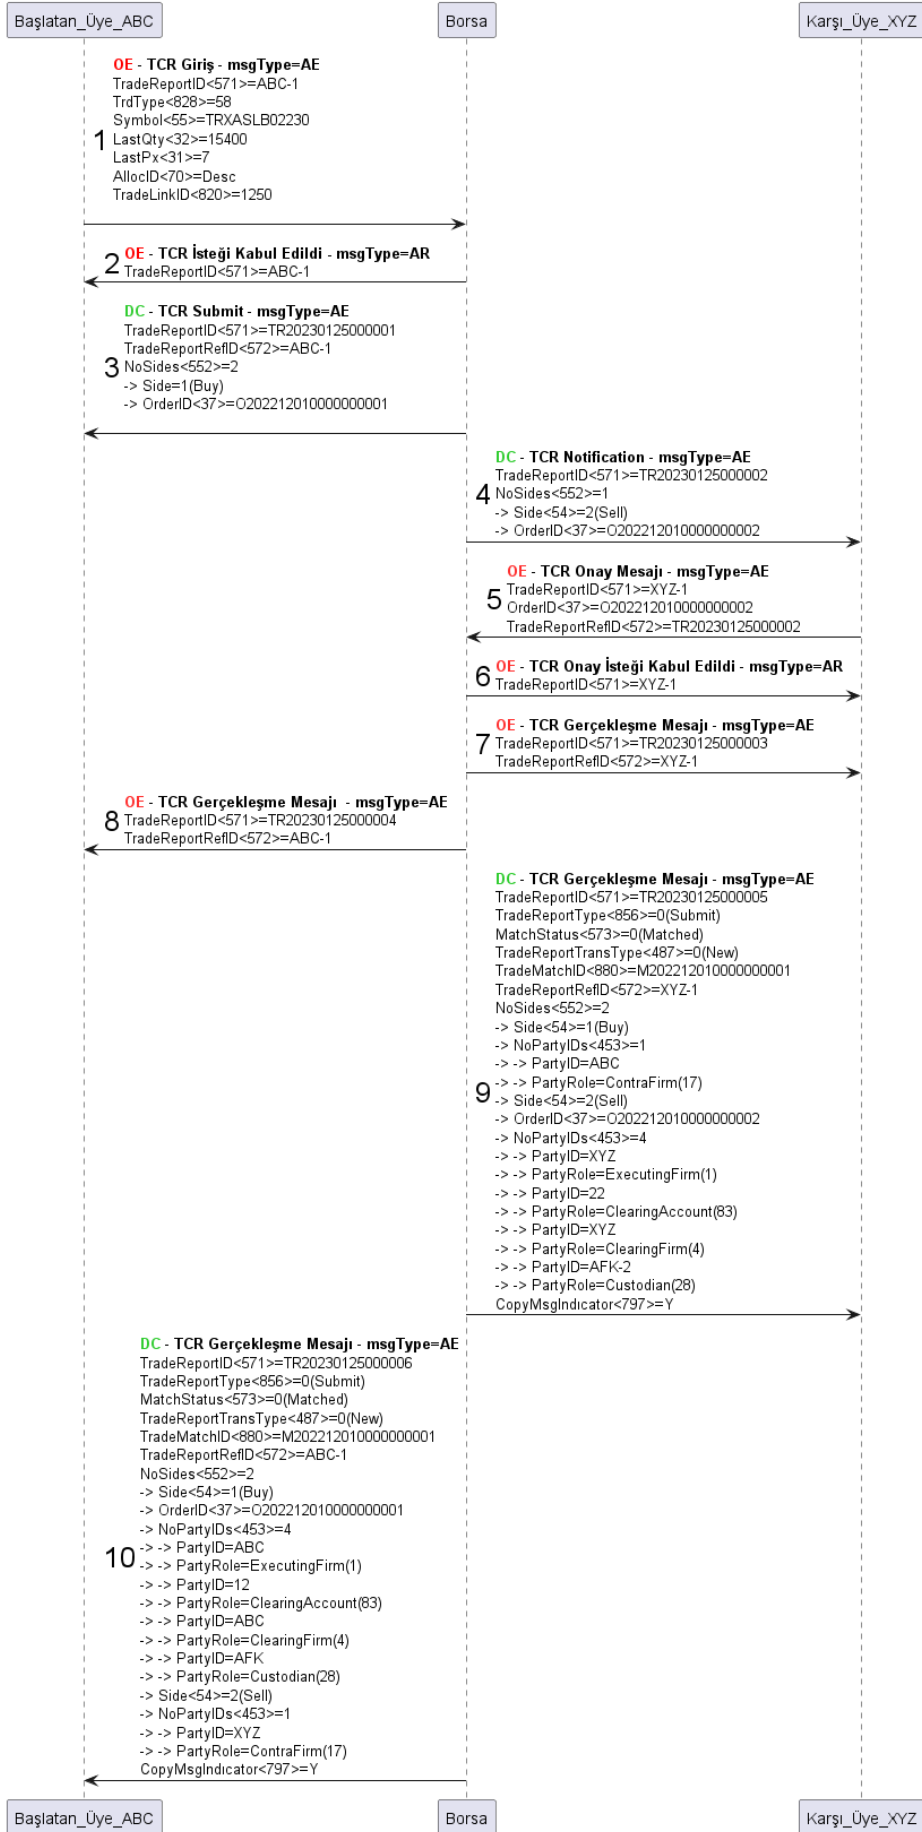 Başlatan_Üye_ABC
Borsa
Karşı_Üye_XYZ
OE - TCR Giriş - msgType=AE
TradeReportID<571>=ABC-1
TrdType<828>=58
Symbol<55>=TRXASLB02230
1
LastQty<32>=15400
LastPx<31>=7
AllocID<70>=Desc
TradeLinkID<820>=1250
2
OE - TCR İsteği Kabul Edildi - msgType=AR
TradeReportID<571>=ABC-1
DC - TCR Submit - msgType=AE
TradeReportID<571>=TR20230125000001
TradeReportRefID<572>=ABC-1
3
NoSides<552>=2
-> Side=1(Buy)
-> OrderID<37>=O202212010000000001
DC - TCR Notification - msgType=AE
TradeReportID<571>=TR20230125000002
4
NoSides<552>=1
-> Side<54>=2(Sell)
-> OrderID<37>=O202212010000000002
OE - TCR Onay Mesajı - msgType=AE
TradeReportID<571>=XYZ-1
5
OrderID<37>=O202212010000000002
TradeReportRefID<572>=TR20230125000002
6
OE - TCR Onay İsteği Kabul Edildi - msgType=AR
TradeReportID<571>=XYZ-1
OE - TCR Gerçekleşme Mesajı - msgType=AE
7
TradeReportID<571>=TR20230125000003
TradeReportRefID<572>=XYZ-1
OE - TCR Gerçekleşme Mesajı - msgType=AE
8
TradeReportID<571>=TR20230125000004
TradeReportRefID<572>=ABC-1
DC - TCR Gerçekleşme Mesajı - msgType=AE
TradeReportID<571>=TR20230125000005
TradeReportType<856>=0(Submit)
MatchStatus<573>=0(Matched)
TradeReportTransType<487>=0(New)
TradeMatchID<880>=M202212010000000001
TradeReportRefID<572>=XYZ-1
NoSides<552>=2
-> Side<54>=1(Buy)
-> NoPartyIDs<453>=1
-> -> PartyID=ABC
9
-> -> PartyRole=ContraFirm(17)
-> Side<54>=2(Sell)
-> OrderID<37>=O202212010000000002
-> NoPartyIDs<453>=4
-> -> PartyID=XYZ
-> -> PartyRole=ExecutingFirm(1)
-> -> PartyID=22
-> -> PartyRole=ClearingAccount(83)
-> -> PartyID=XYZ
-> -> PartyRole=ClearingFirm(4)
-> -> PartyID=AFK-2
-> -> PartyRole=Custodian(28)
CopyMsgIndicator<797>=Y
DC - TCR Gerçekleşme Mesajı - msgType=AE
TradeReportID<571>=TR20230125000006
TradeReportType<856>=0(Submit)
MatchStatus<573>=0(Matched)
TradeReportTransType<487>=0(New)
TradeMatchID<880>=M202212010000000001
TradeReportRefID<572>=ABC-1
NoSides<552>=2
-> Side<54>=1(Buy)
-> OrderID<37>=O202212010000000001
-> NoPartyIDs<453>=4
-> -> PartyID=ABC
10
-> -> PartyRole=ExecutingFirm(1)
-> -> PartyID=12
-> -> PartyRole=ClearingAccount(83)
-> -> PartyID=ABC
-> -> PartyRole=ClearingFirm(4)
-> -> PartyID=AFK
-> -> PartyRole=Custodian(28)
-> Side<54>=2(Sell)
-> NoPartyIDs<453>=1
-> -> PartyID=XYZ
-> -> PartyRole=ContraFirm(17)
CopyMsgIndicator<797>=Y
Başlatan_Üye_ABC
Borsa
Karşı_Üye_XYZ